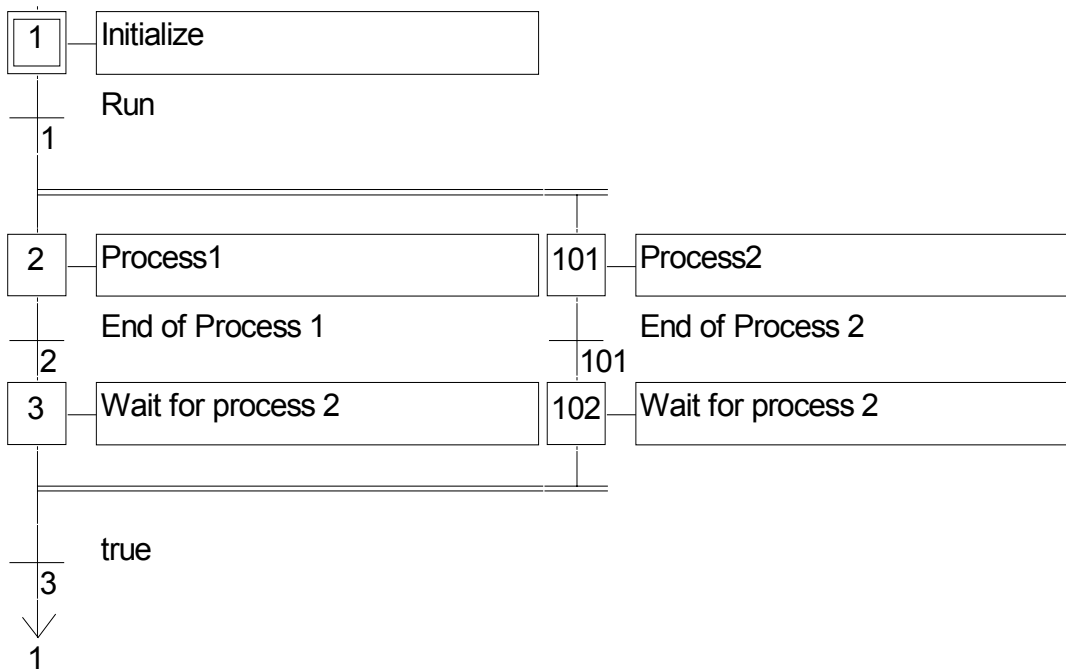 1 Initialize
Run
1
2 Process1 101 Process2
End of Process 1 End of Process 2
2 101
3 Wait for process 2 102 Wait for process 2
true
3
1